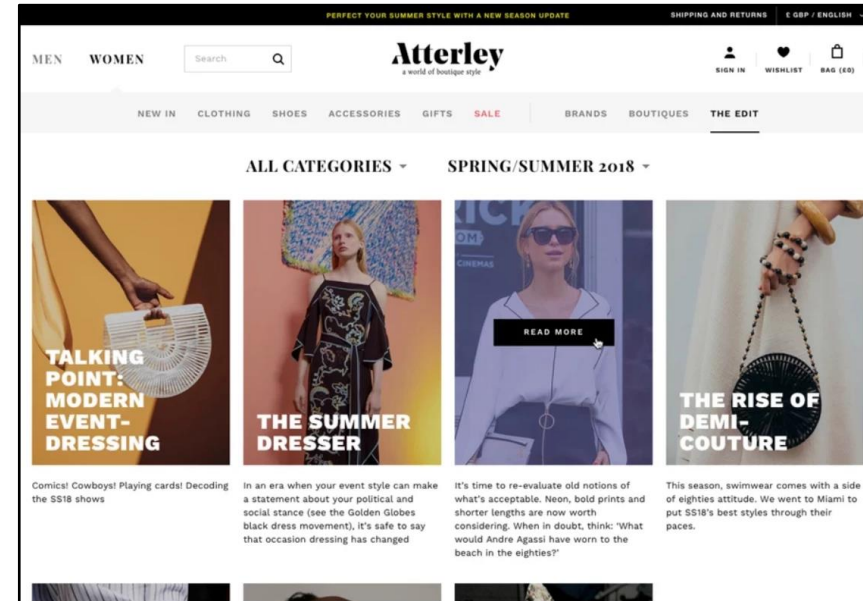 PERFECT YOUR SUMMER STYLE WITH A NEW SEASON UPDATE
SHIPPING AND RETURNS £ GBP / ENGLISH
MEN WOMEN Search Atterley
a world of boutique style
SIGN IN WISHLIST BAG (£0)
NEW IN CLOTHING SHOES ACCESSORIES GIFTS SALE BRANDS BOUTIQUES THE EDIT
ALL CATEGORIES SPRING/SUMMER 2018
TALKING
POINT:
MODERN
EVENT-
DRESSING
THE SUMMER
DRESSER
CINEMAS
READ MORE
THE RISE OF
DEMI-
COUTURE
Comics! Cowboys! Playing cards! Decoding
the SS18 shows
In an era when your event style can make
a statement about your political and
social stance (see the Golden Globes
black dress movement), it's safe to say
that occasion dressing has changed
It's time to re-evaluate old notions of
what's acceptable. Neon, bold prints and
shorter lengths are now worth
considering. When in doubt, think: 'What
would Andre Agassi have worn to the
beach in the eighties?'
This season, swimwear comes with a side
of eighties attitude. We went to Miami to
put SS18's best styles through their
paces.